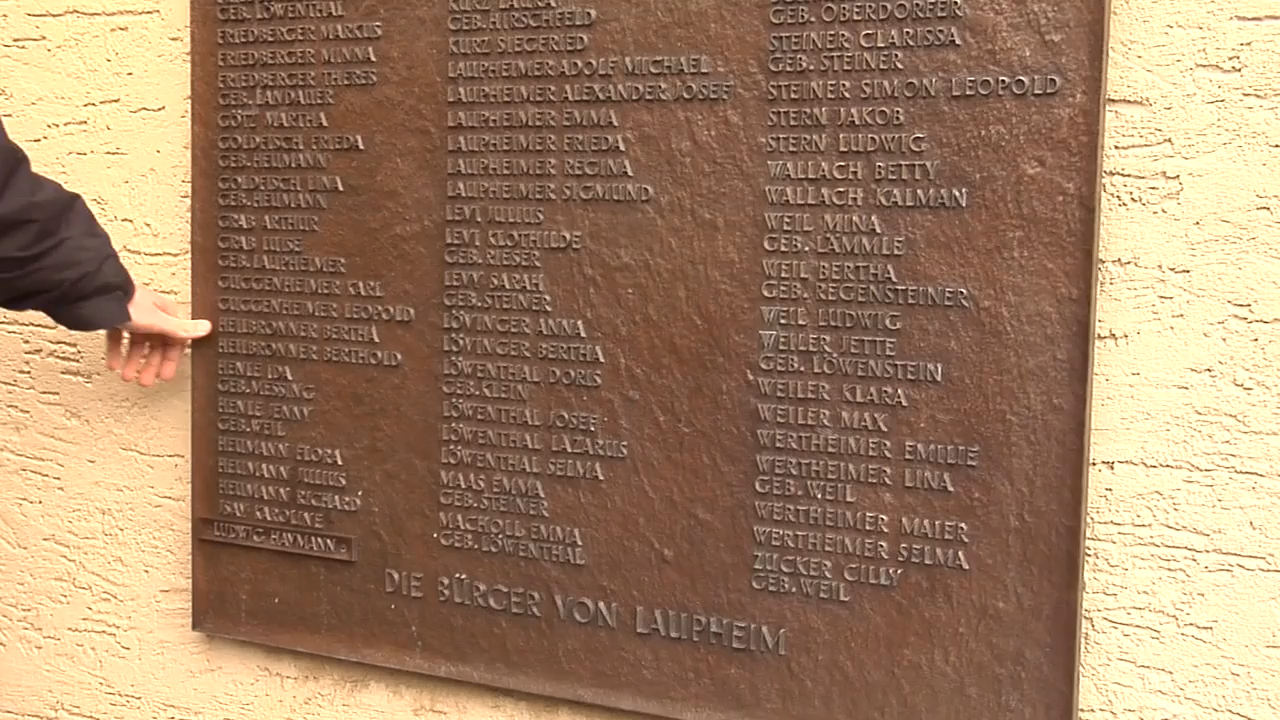 GEB. LÖWENTHAL
FRIEDBERGER MARKUS
FRIEDBERGER MINNA
FRIEDBERGER THERES
GEB. LANDAUER
GÖTZ MARTHA
GOLDFISCH FRIEDA
GEB. HEUMANN
GOLDFISCH LINA
GEB. HEUMANN
GRAB ARTHUR
GRAB LUISE
GEB. LAUPHEIMER
GUGGENHEIMER KARL
GUGGENHEIMER LEOPOLD
HEILBRONNER BERTHA
HEILBRONNER BERTHOLD
HENLE IDA
GEB. MESSING
HENLE JENNY
GEB. WEIL
HEUMANN FLORA
HEUMANN JULIUS
HEUMANN RICHARD
ISAY KAROLINE
LUDWIG HAYMANN
KURZ LAURA
GEB. HIRSCHFELD
KURZ SIEGFRIED
LAUPHEIMER ADOLF MICHAEL
LAUPHEIMER ALEXANDER JOSEF
LAUPHEIMER EMMA
LAUPHEIMER FRIEDA
LAUPHEIMER REGINA
LAUPHEIMER SIGMUND
LEVI JULIUS
LEVI KLOTHILDE
GEB. RIESER
LEVY SARAH
GEB. STEINER
LÖVINGER ANNA
LÖVINGER BERTHA
LÖWENTHAL DORIS
GEB. KLEIN
LÖWENTHAL JOSEF
LÖWENTHAL LAZARUS
LÖWENTHAL SELMA
MAAS EMMA
GEB. STEINER
MACHOLL EMMA
GEB. LÖWENTHAL
GEB. OBERDORFER
STEINER CLARISSA
GEB. STEINER
STEINER SIMON LEOPOLD
STERN JAKOB
STERN LUDWIG
WALLACH BETTY
WALLACH KALMAN
WEIL MINA
GEB. LÄMMLE
WEIL BERTHA
GEB. REGENSTEINER
WEIL LUDWIG
WEILER JETTE
GEB. LÖWENSTEIN
WEILER KLARA
WEILER MAX
WERTHEIMER EMILIE
WERTHEIMER LINA
GEB. WEIL
WERTHEIMER MAIER
WERTHEIMER SELMA
ZUCKER CILLY
GEB. WEIL
DIE BÜRGER VON LAUPHEIM